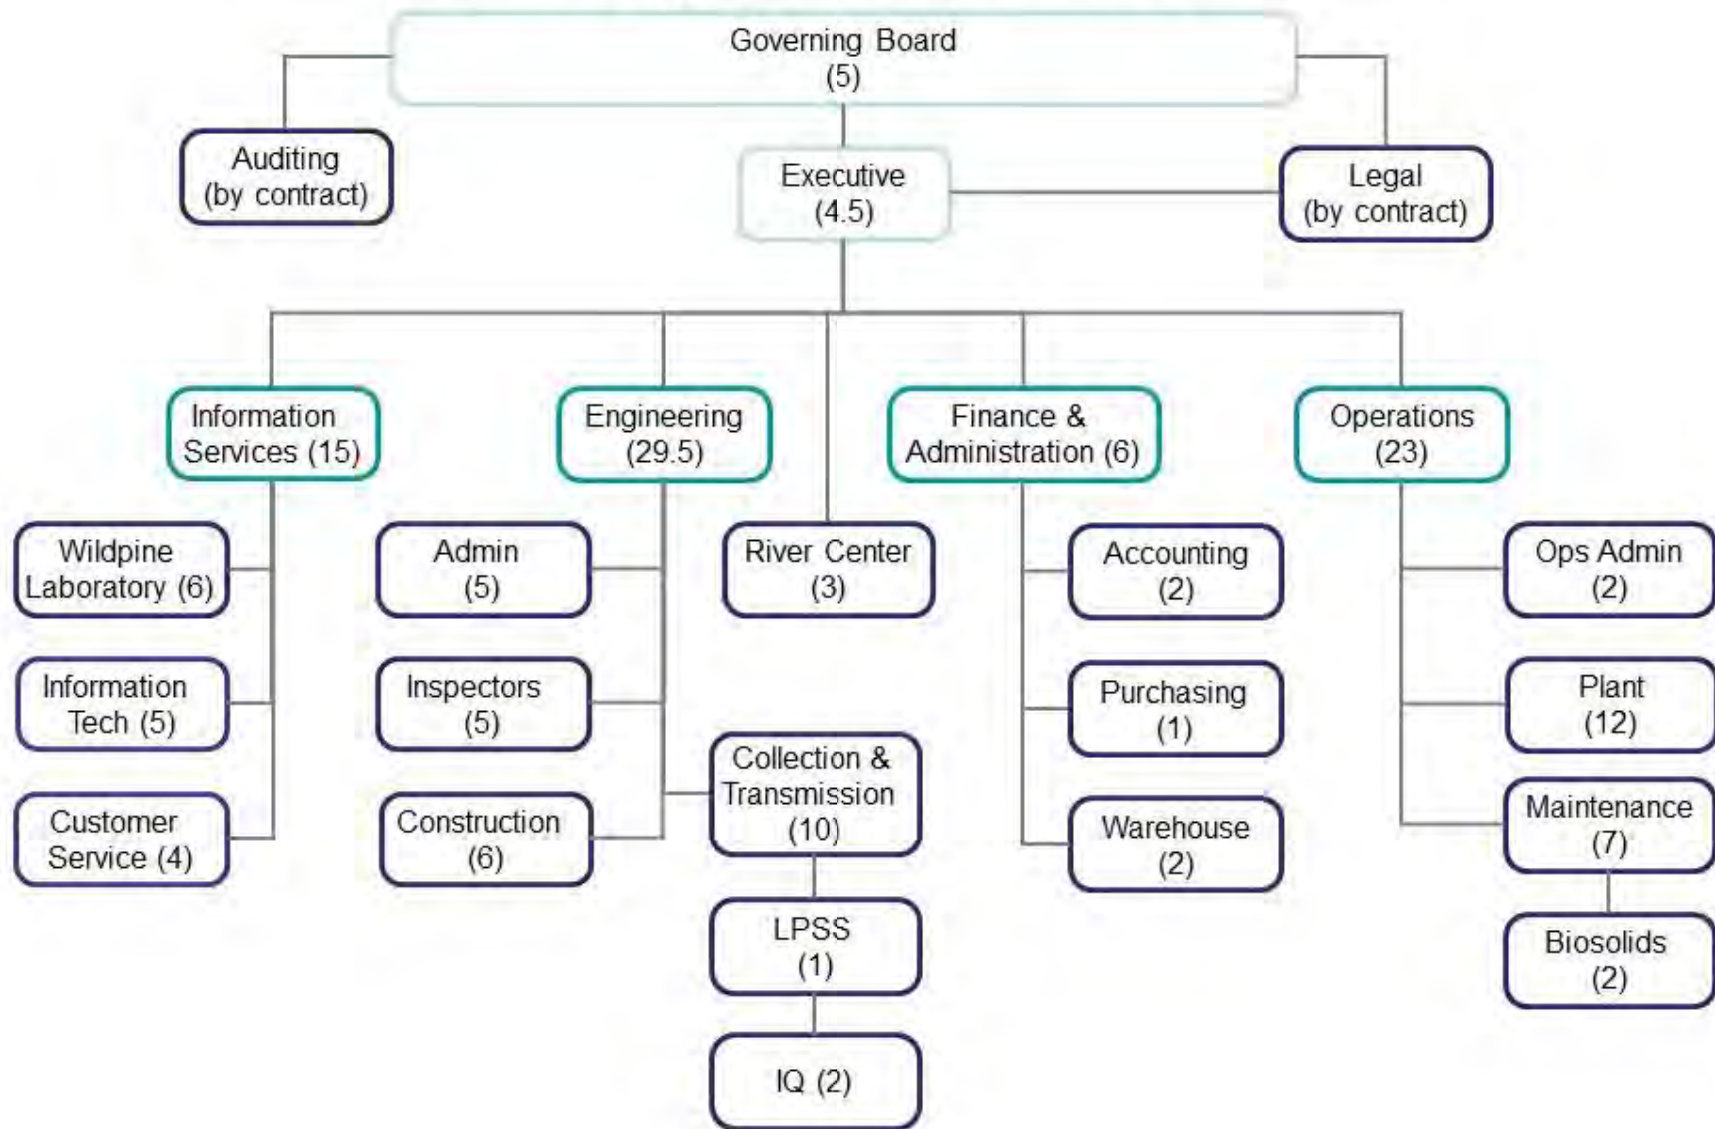 Governing Board
(5)
Auditing
(by contract)
Executive
(4.5)
Legal
(by contract)
Information
Services (15)
Engineering
(29.5)
Finance &
Administration (6)
Operations
(23)
Wildpine
Laboratory (6)
Admin
(5)
River Center
(3)
Accounting
(2)
Ops Admin
(2)
Information
Tech (5)
Inspectors
(5)
Purchasing
(1)
Plant
(12)
Customer
Service (4)
Construction
(6)
Collection &
Transmission
(10)
Warehouse
(2)
Maintenance
(7)
LPSS
(1)
Biosolids
(2)
IQ (2)